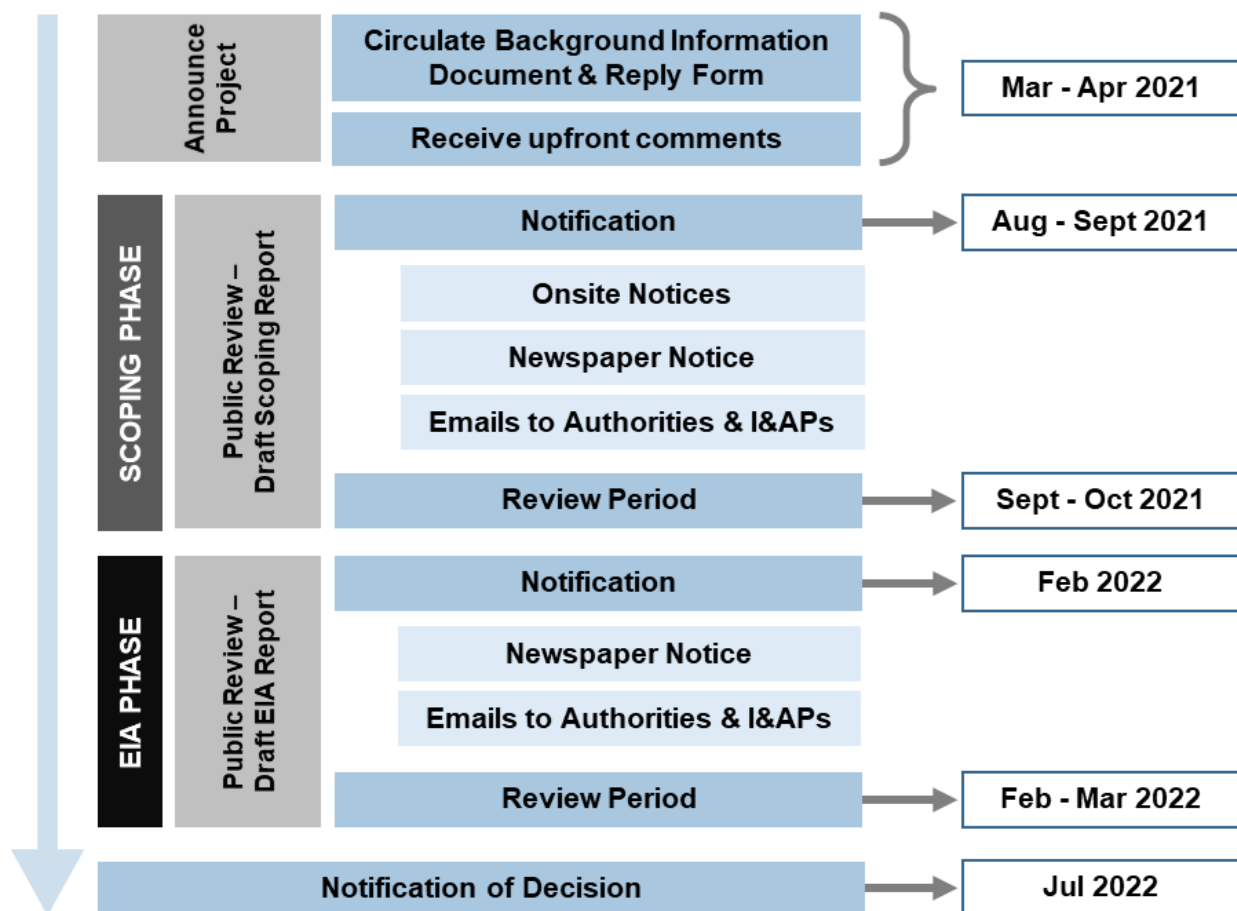 Announce
Project
Circulate Background Information
Document & Reply Form
Receive upfront comments
Mar - Apr 2021
SCOPING PHASE
Public Review –
Draft Scoping Report
Notification
Aug - Sept 2021
Onsite Notices
Newspaper Notice
Emails to Authorities & I&APs
Review Period
Sept - Oct 2021
EIA PHASE
Public Review –
Draft EIA Report
Notification
Feb 2022
Newspaper Notice
Emails to Authorities & I&APs
Review Period
Feb - Mar 2022
Notification of Decision
Jul 2022